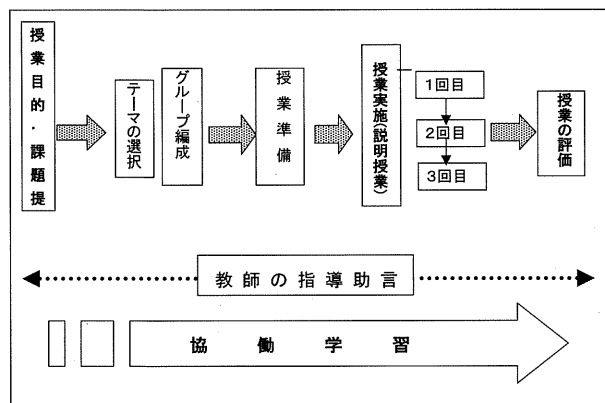 授業目的・課題提
テーマの選択
グループ編成
授業準備
授業実施(説明授業)
1回目
2回目
3回目
授業の評価
教師の指導助言
協働学習